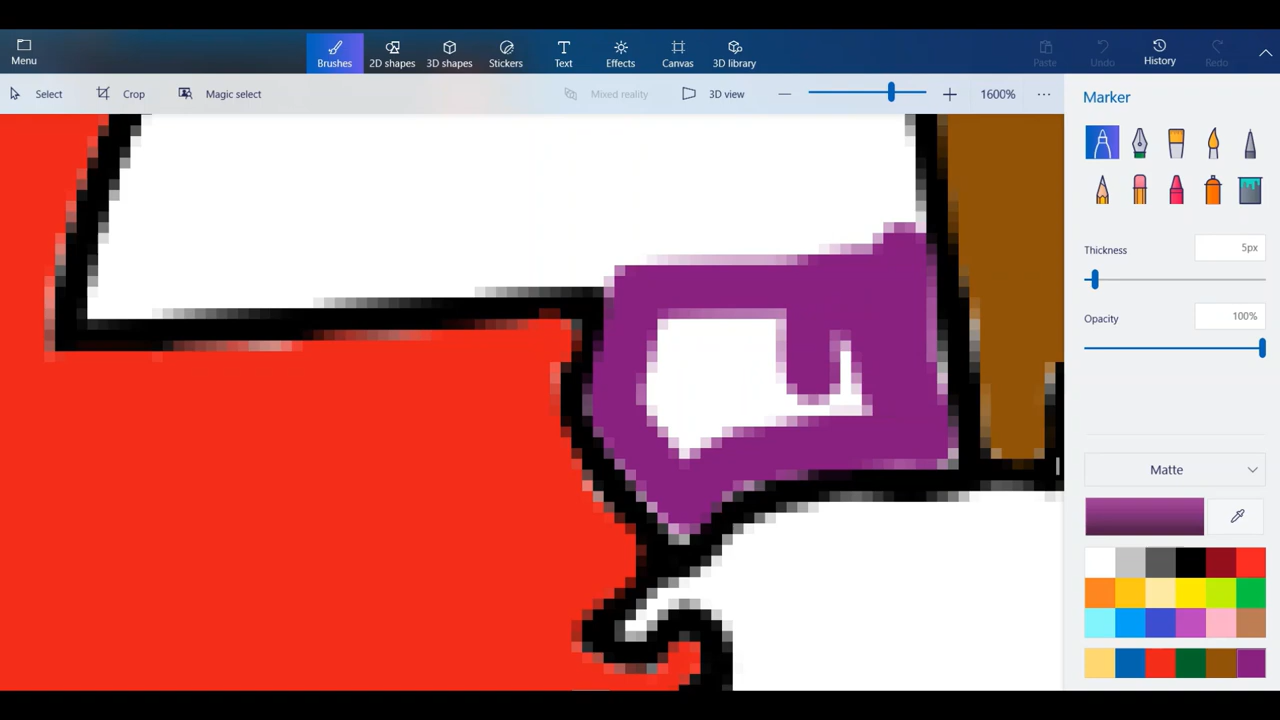 Menu
Brushes
2D shapes
3D shapes
Stickers
Text
Effects
Canvas
3D library
Paste
Undo
History
Redo
Select
Crop
Magic select
Mixed reality
3D view
1600%
Marker
Thickness
5px
Opacity
100%
Matte